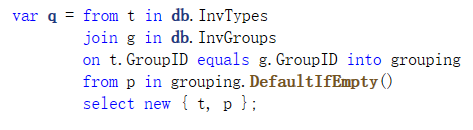 var q = from t in db.InvTypes
join g in db.InvGroups
on t.GroupID equals g.GroupID into grouping
from p in grouping.DefaultIfEmpty()
select new { t, p };